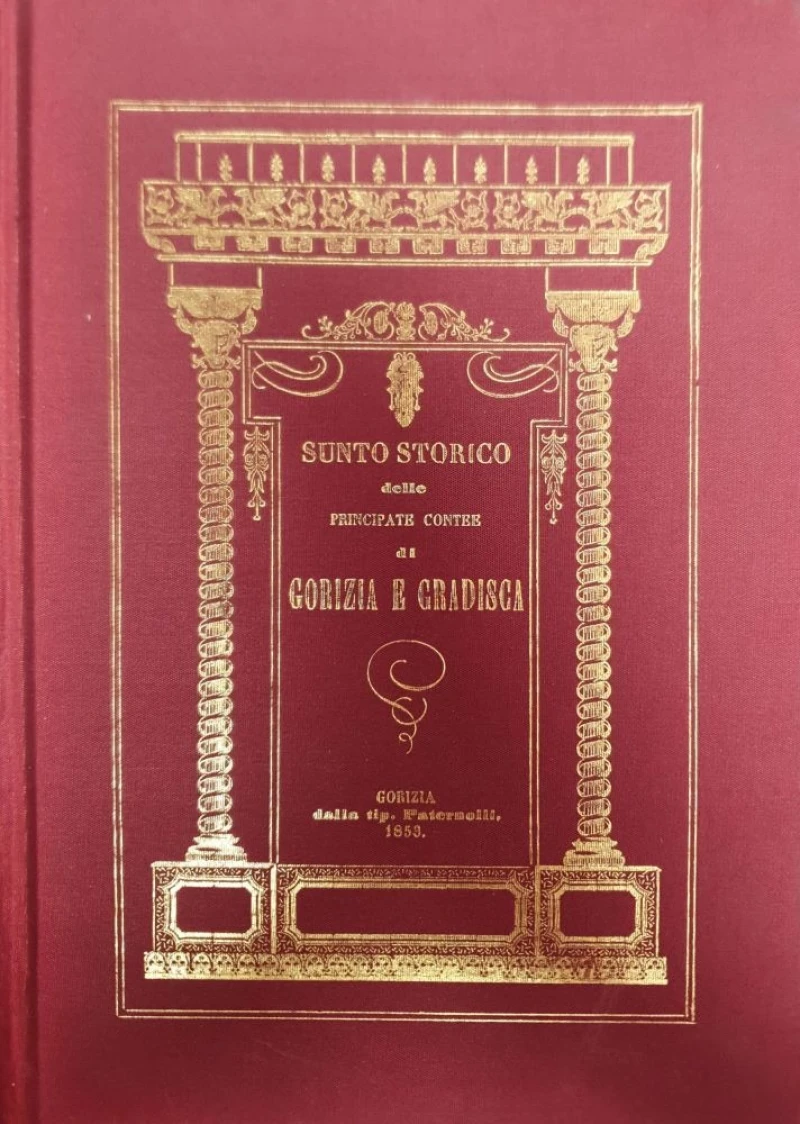 SUNTO STORICO
delle
PRINCIPATE CONTEE
di
GORIZIA E GRADISCA
GORIZIA
dalla tip. Paternolli,
1853.